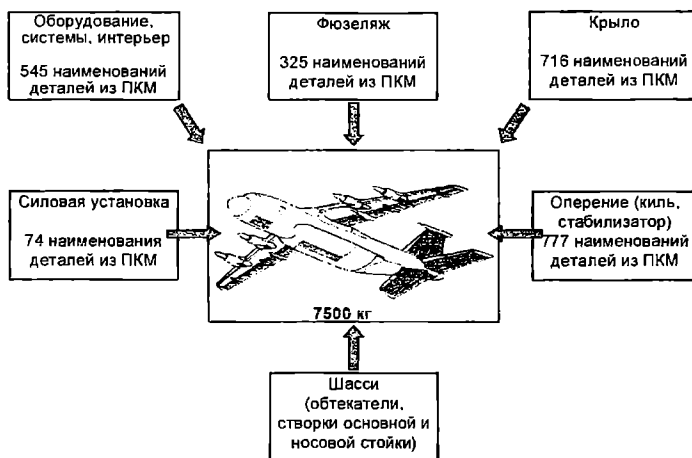 Оборудование,
системы, интерьер
545 наименований
деталей из ПКМ
Фюзеляж
325 наименований
деталей из ПКМ
Крыло
716 наименований
деталей из ПКМ
Силовая установка
74 наименования
деталей из ПКМ
Оперение (киль,
стабилизатор)
777 наименований
деталей из ПКМ
7500 кг
Шасси
(обтекатели,
створки основной и
носовой стойки)